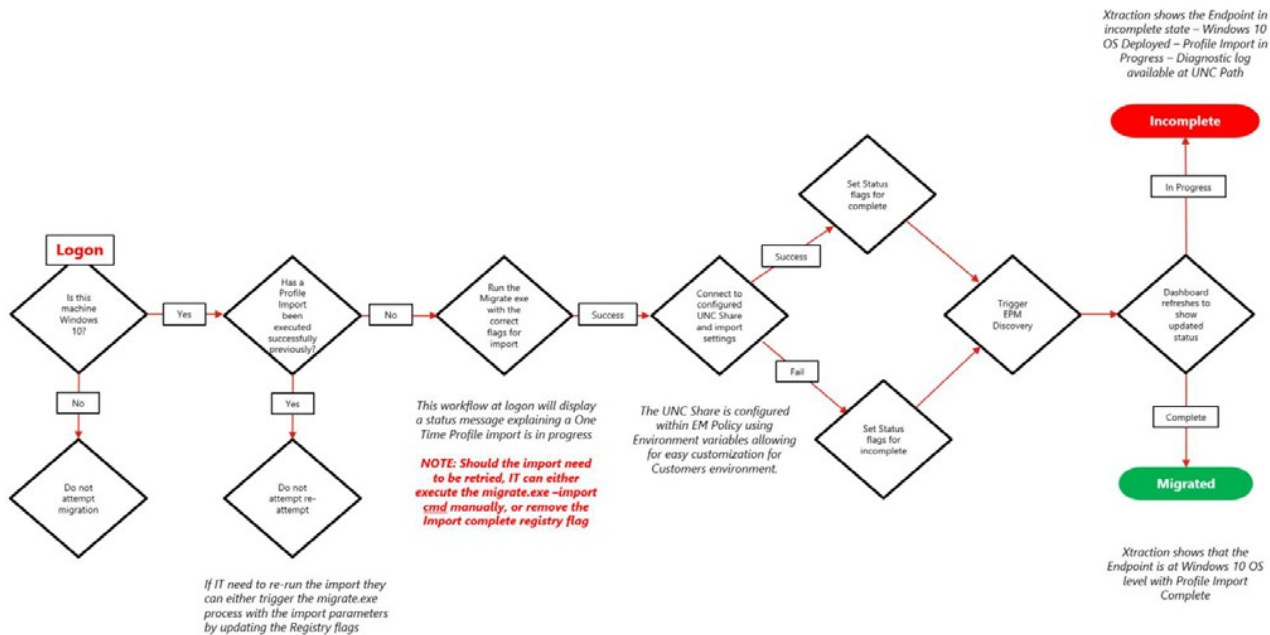 Xtraction shows the Endpoint in
incomplete state – Windows 10
OS Deployed – Profile Import in
Progress – Diagnostic log
available at UNC Path
Incomplete
In Progress
Set Status
flags for
complete
Logon
Is this
machine
Windows
10?
Yes
Has a
Profile
Import
been
executed
successfully
previously?
No
Run the
Migrate exe
with the
correct
flags for
import
Success
Connect to
configured
UNC Share
and import
settings
Success
Fail
Trigger
EPM
Discovery
Dashboard
refreshes to
show
updated
status
No
Do not
attempt
migration
Yes
Do not
attempt re-
attempt
This workflow at logon will display
a status message explaining a One
Time Profile import is in progress
NOTE: Should the import need
to be retried, IT can either
execute the migrate.exe –import
cmd manually, or remove the
Import complete registry flag
The UNC Share is configured
within EM Policy using
Environment variables allowing
for easy customization for
Customers environment.
Set Status
flags for
incomplete
Complete
Migrated
Xtraction shows that the
Endpoint is at Windows 10 OS
level with Profile Import
Complete
If IT need to re-run the import they
can either trigger the migrate.exe
process with the import parameters
by updating the Registry flags